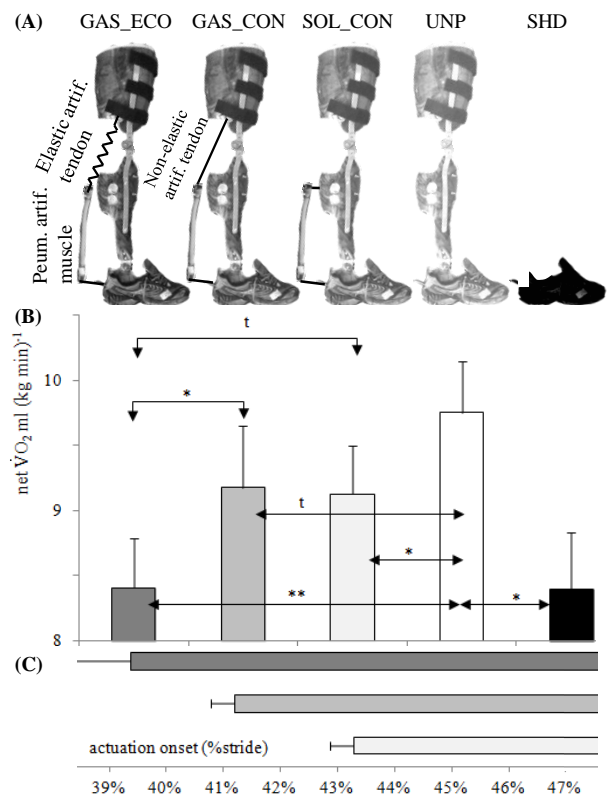 (A) GAS_ECO GAS_CON SOL_CON UNP SHD
Elastic artif.
tendon
Non-elastic
artif. tendon
Peum. artif.
muscle
(B)
t
10
*
net V̇O2 ml (kg min)-1
9
t
*
**
*
8
(C)
actuation onset (%stride)
39% 40% 41% 42% 43% 44% 45% 46% 47%